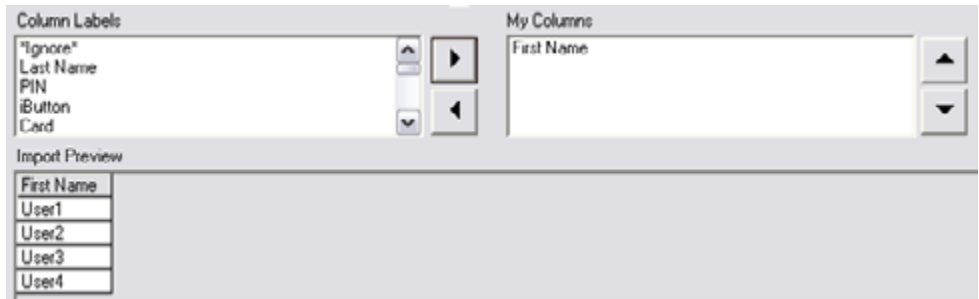 Column Labels
*Ignore*
Last Name
PIN
iButton
Card
My Columns
First Name
Import Preview
First Name
User1
User2
User3
User4